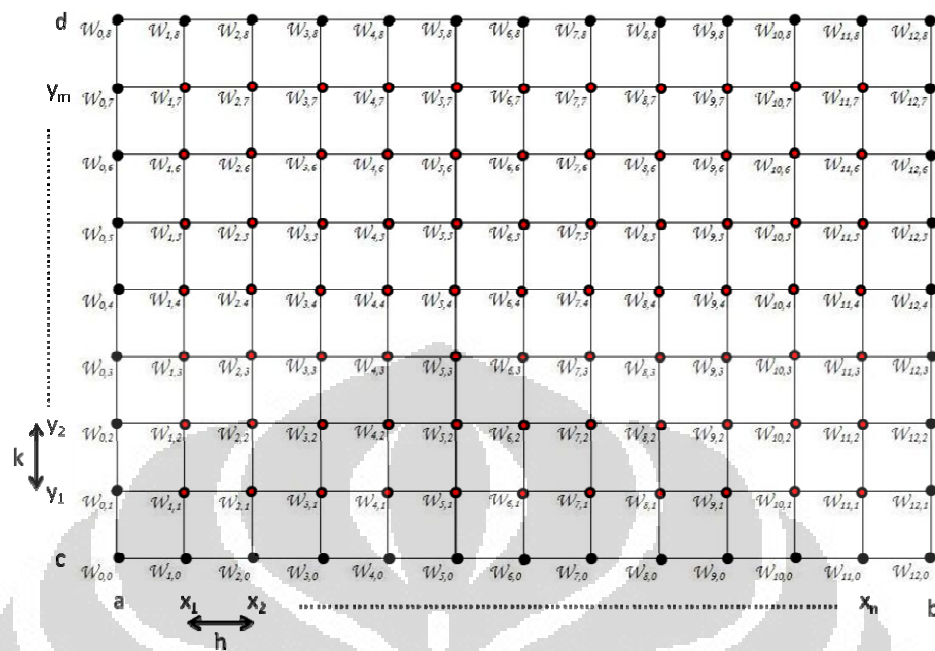 d
W0,8 W1,8 W2,8 W3,8 W4,8 W5,8 W6,8 W7,8 W8,8 W9,8 W10,8 W11,8 W12,8
ym
W0,7 W1,7 W2,7 W3,7 W4,7 W5,7 W6,7 W7,7 W8,7 W9,7 W10,7 W11,7 W12,7
W0,6 W1,6 W2,6 W3,6 W4,6 W5,6 W6,6 W7,6 W8,6 W9,6 W10,6 W11,6 W12,6
W0,5 W1,5 W2,5 W3,5 W4,5 W5,5 W6,5 W7,5 W8,5 W9,5 W10,5 W11,5 W12,5
W0,4 W1,4 W2,4 W3,4 W4,4 W5,4 W6,4 W7,4 W8,4 W9,4 W10,4 W11,4 W12,4
W0,3 W1,3 W2,3 W3,3 W4,3 W5,3 W6,3 W7,3 W8,3 W9,3 W10,3 W11,3 W12,3
y2
W0,2 W1,2 W2,2 W3,2 W4,2 W5,2 W6,2 W7,2 W8,2 W9,2 W10,2 W11,2 W12,2
k
y1
W0,1 W1,1 W2,1 W3,1 W4,1 W5,1 W6,1 W7,1 W8,1 W9,1 W10,1 W11,1 W12,1
c
W0,0 W1,0 W2,0 W3,0 W4,0 W5,0 W6,0 W7,0 W8,0 W9,0 W10,0 W11,0 W12,0
a x1 x2 xn b
h